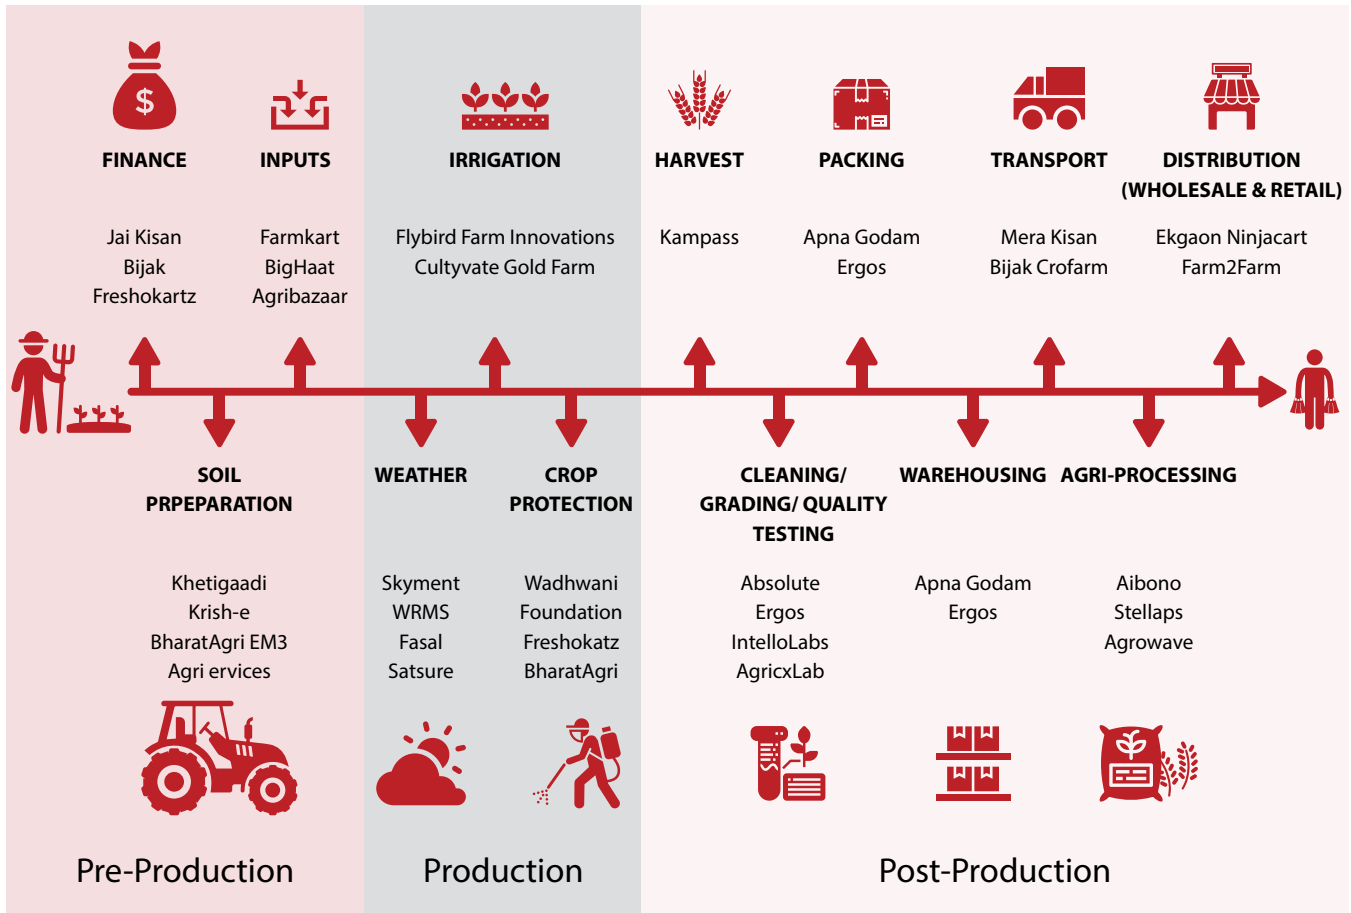 $
FINANCE
Jai Kisan
Bijak
Freshokartz
INPUTS
Farmkart
BigHaat
Agribazaar
IRRIGATION
Flybird Farm Innovations
Cultyvate Gold Farm
HARVEST
Kampass
PACKING
Apna Godam
Ergos
TRANSPORT
Mera Kisan
Bijak Crofarm
DISTRIBUTION
(WHOLESALE & RETAIL)
Ekgaon Ninjacart
Farm2Farm
SOIL
PRPEPARATION
Khetigaadi
Krish-e
BharatAgri EM3
Agri ervices
WEATHER
Skyment
WRMS
Fasal
Satsure
CROP
PROTECTION
Wadhwani
Foundation
Freshokatz
BharatAgri
CLEANING/
GRADING/ QUALITY
TESTING
Absolute
Ergos
IntelloLabs
AgricxLab
WAREHOUSING
Apna Godam
Ergos
AGRI-PROCESSING
Aibono
Stellaps
Agrowave
Pre-Production
Production
Post-Production